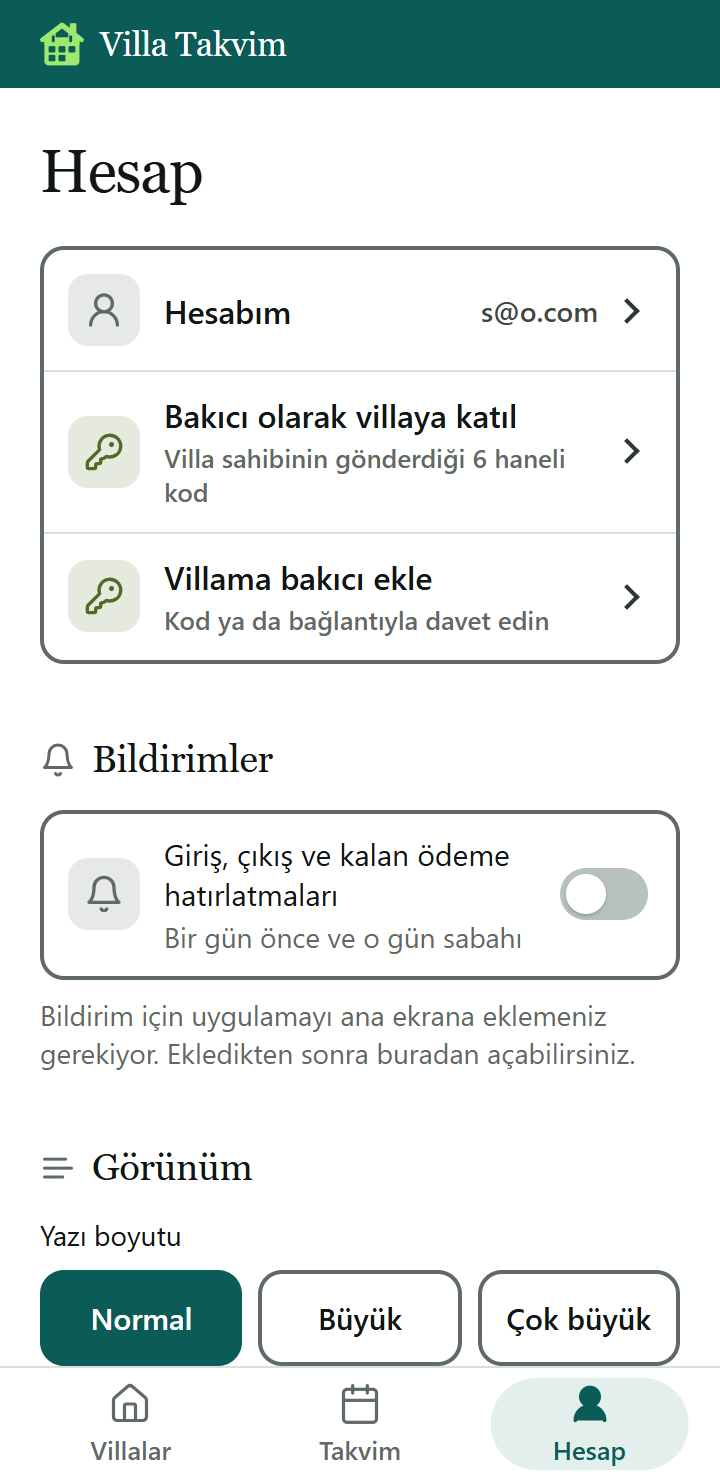 Villa Takvim
Hesap
Hesabım
s@o.com
Bakıcı olarak villaya katıl
Villa sahibinin gönderdiği 6 haneli
kod
Villama bakıcı ekle
Kod ya da bağlantıyla davet edin
Bildirimler
Giriş, çıkış ve kalan ödeme
hatırlatmaları
Bir gün önce ve o gün sabahı
Bildirim için uygulamayı ana ekrana eklemeniz
gerekiyor. Ekledikten sonra buradan açabilirsiniz.
Görünüm
Yazı boyutu
Normal
Büyük
Çok büyük
Villalar
Takvim
Hesap